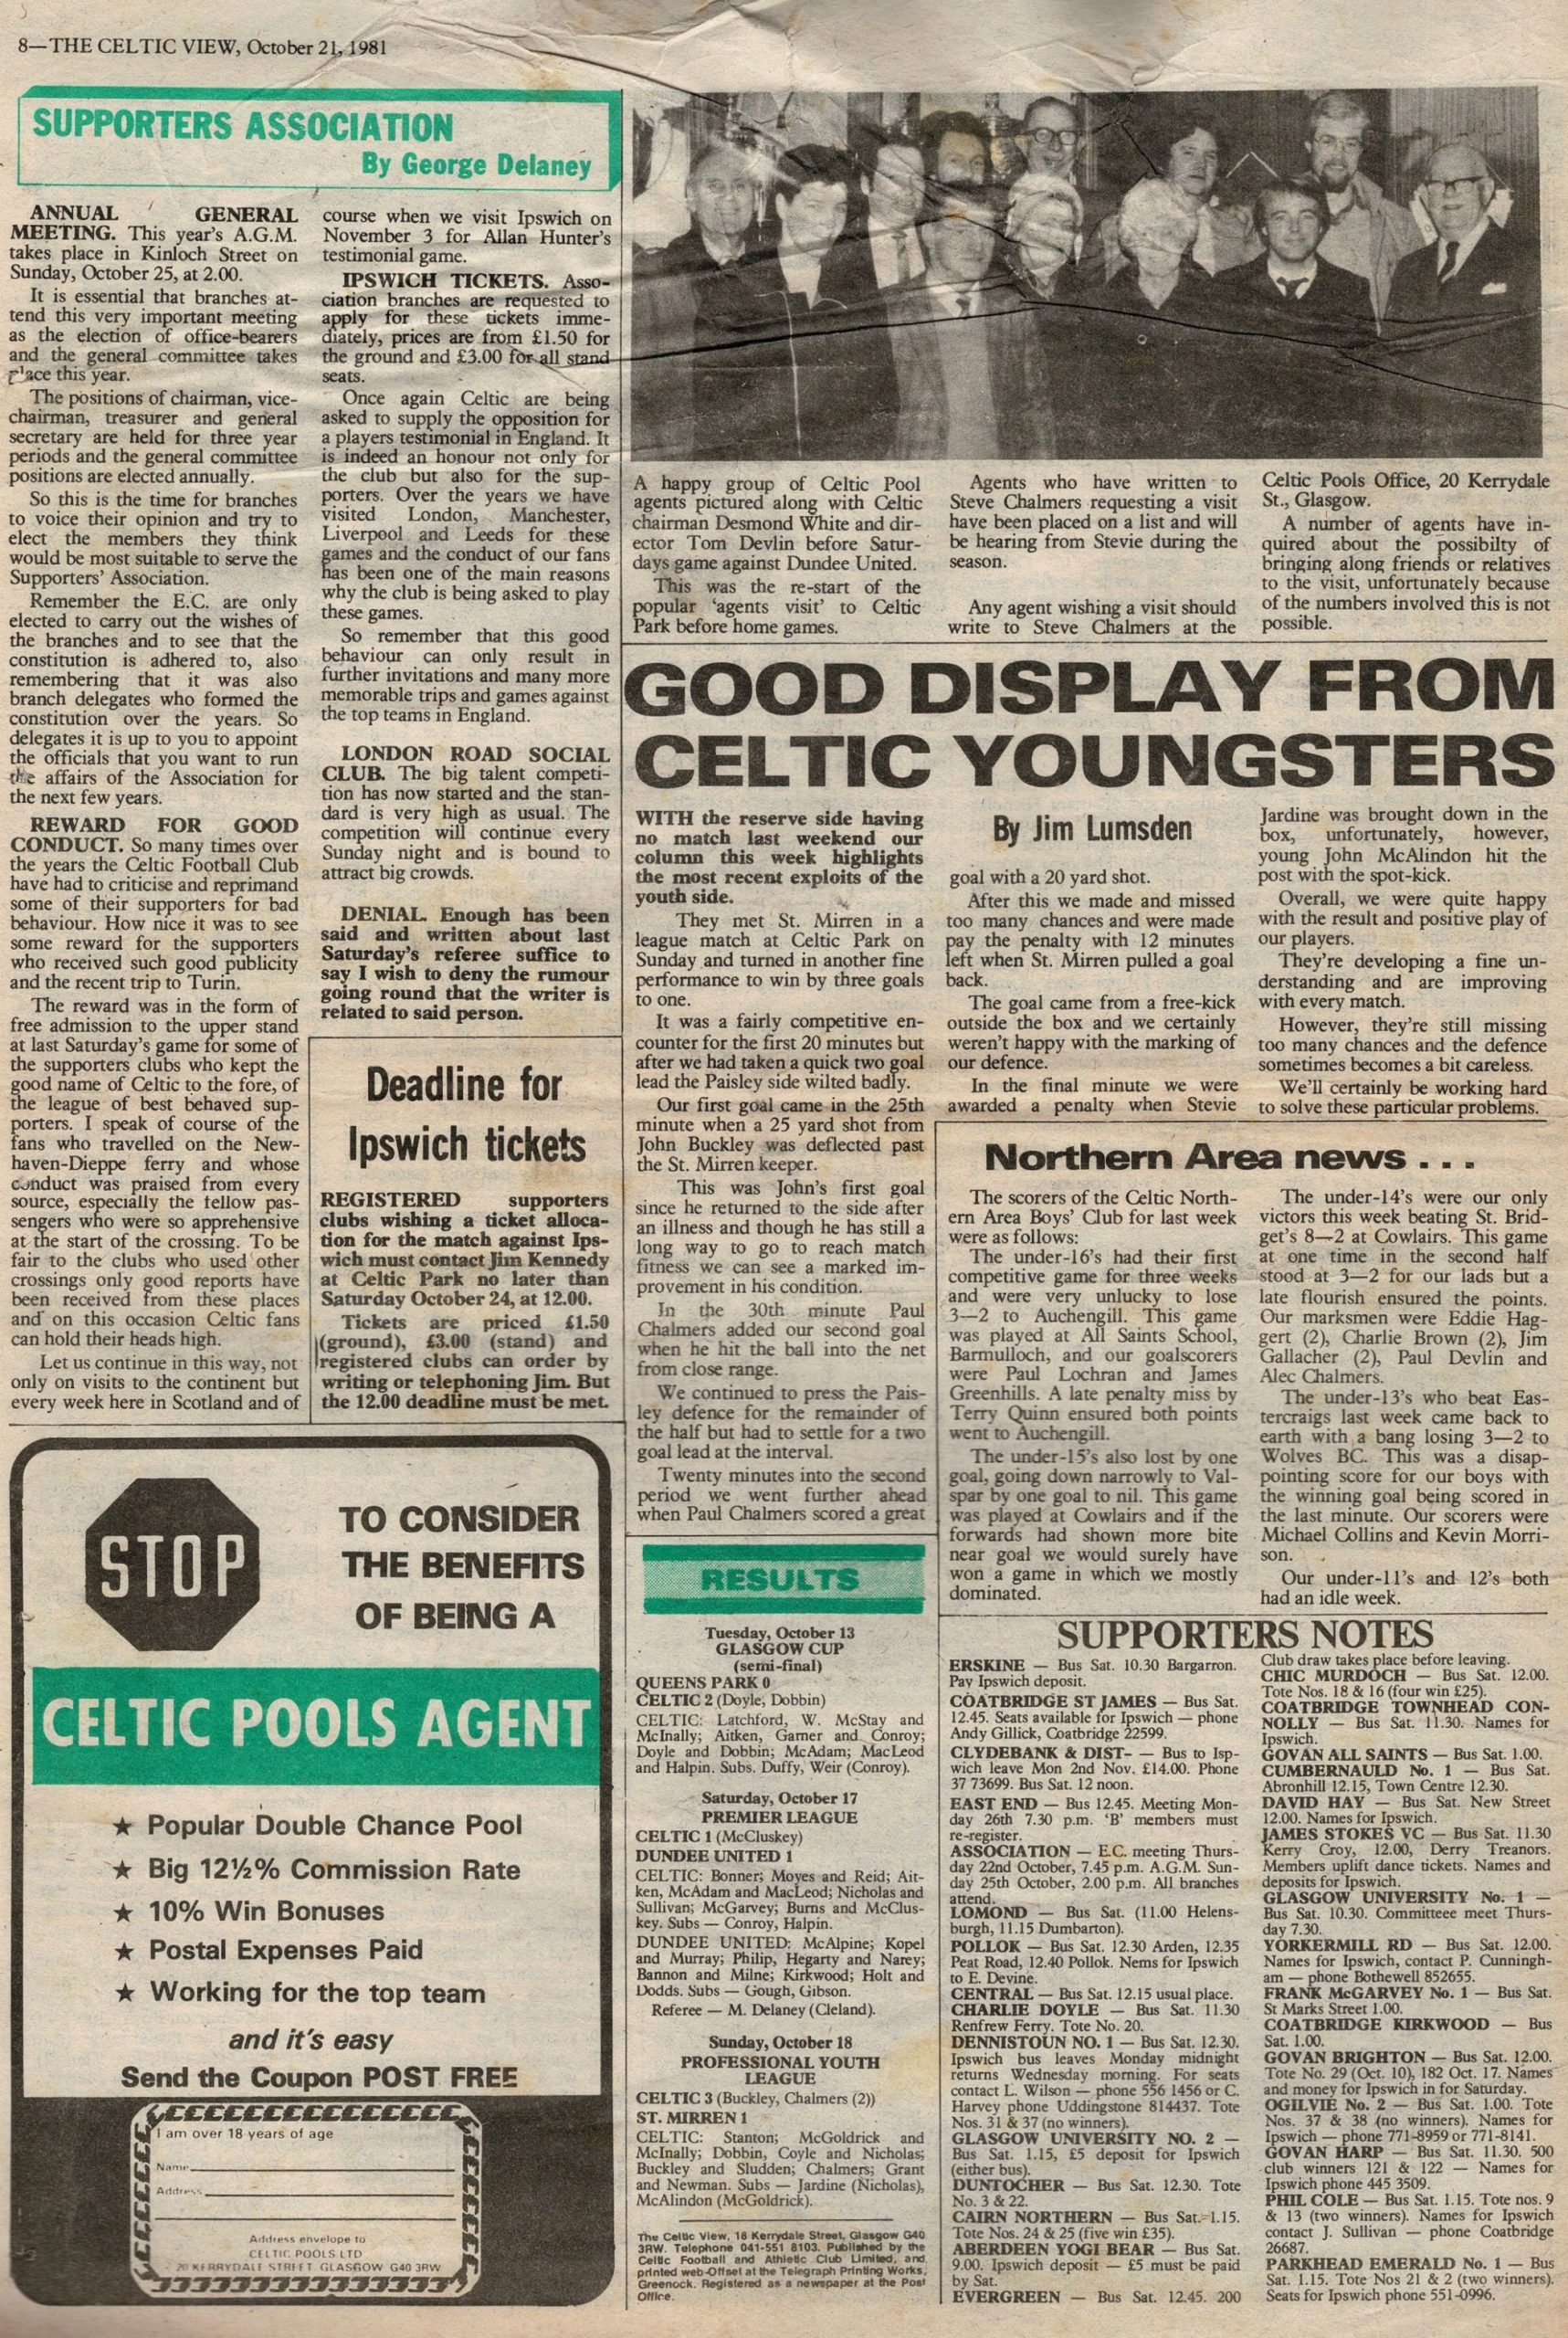 8—THE CELTIC VIEW, October 21, 1981
SUPPORTERS ASSOCIATION
By George Delaney
ANNUAL GENERAL
MEETING. This year's A.G.M.
takes place in Kinloch Street on
Sunday, October 25, at 2.00.
It is essential that branches at-
tend this very important meeting
as the election of office-bearers
and the general committee takes
place this year.
The positions of chairman, vice-
chairman, treasurer and general
secretary are held for three year
periods and the general committee
positions are elected annually.
So this is the time for branches
to voice their opinion and try to
elect the members they think
would be most suitable to serve the
Supporters' Association.
Remember the E.C. are only
elected to carry out the wishes of
the branches and to see that the
constitution is adhered to, also
remembering that it was also
branch delegates who formed the
constitution over the years. So
delegates it is up to you to appoint
the officials that you want to run
the affairs of the Association for
the next few years.
REWARD FOR GOOD
CONDUCT. So many times over
the years the Celtic Football Club
have had to criticise and reprimand
some of their supporters for bad
behaviour. How nice it was to see
some reward for the supporters
who received such good publicity
and the recent trip to Turin.
The reward was in the form of
free admission to the upper stand
at last Saturday's game for some of
the supporters clubs who kept the
good name of Celtic to the fore, of
the league of best behaved sup-
porters. I speak of course of the
fans who travelled on the New-
haven-Dieppe ferry and whose
conduct was praised from every
source, especially the fellow pas-
sengers who were so apprehensive
at the start of the crossing. To be
fair to the clubs who used other
crossings only good reports have
been received from these places
and on this occasion Celtic fans
can hold their heads high.
Let us continue in this way, not
only on visits to the continent but
every week here in Scotland and of
course when we visit Ipswich on
November 3 for Allan Hunter's
testimonial game.
IPSWICH TICKETS. Asso-
ciation branches are requested to
apply for these tickets imme-
diately, prices are from £1.50 for
the ground and £3.00 for all stand
seats.
Once again Celtic are being
asked to supply the opposition for
a players testimonial in England. It
is indeed an honour not only for
the club but also for the sup-
porters. Over the years we have
visited London, Manchester,
Liverpool and Leeds for these
games and the conduct of our fans
has been one of the main reasons
why the club is being asked to play
these games.
So remember that this good
behaviour can only result in
further invitations and many more
memorable trips and games against
the top teams in England.
LONDON ROAD SOCIAL
CLUB. The big talent competi-
tion has now started and the stan-
dard is very high as usual. The
competition will continue every
Sunday night and is bound to
attract big crowds.
DENIAL. Enough has been
said and written about last
Saturday's referee suffice to
say I wish to deny the rumour
going round that the writer is
related to said person.
Deadline for
Ipswich tickets
REGISTERED supporters
clubs wishing a ticket alloca-
tion for the match against Ips-
wich must contact Jim Kennedy
at Celtic Park no later than
Saturday October 24, at 12.00.
Tickets are priced £1.50
(ground), £3.00 (stand) and
registered clubs can order by
writing or telephoning Jim. But
the 12.00 deadline must be met.
STOP
TO CONSIDER
THE BENEFITS
OF BEING A
CELTIC POOLS AGENT
★ Popular Double Chance Pool
★ Big 12½% Commission Rate
★ 10% Win Bonuses
★ Postal Expenses Paid
★ Working for the top team
and it's easy
Send the Coupon POST FREE
I am over 18 years of age
Name
Address
Address envelope to
CELTIC POOLS LTD
20 KERRYDALE STREET GLASGOW G40 3RW
A happy group of Celtic Pool
agents pictured along with Celtic
chairman Desmond White and dir-
ector Tom Devlin before Satur-
days game against Dundee United.
This was the re-start of the
popular 'agents visit' to Celtic
Park before home games.
Agents who have written to
Steve Chalmers requesting a visit
have been placed on a list and will
be hearing from Stevie during the
season.
Any agent wishing a visit should
write to Steve Chalmers at the
Celtic Pools Office, 20 Kerrydale
St., Glasgow.
A number of agents have in-
quired about the possibilty of
bringing along friends or relatives
to the visit, unfortunately because
of the numbers involved this is not
possible.
GOOD DISPLAY FROM
CELTIC YOUNGSTERS
WITH the reserve side having
no match last weekend our
column this week highlights
the most recent exploits of the
youth side.
They met St. Mirren in a
league match at Celtic Park on
Sunday and turned in another fine
performance to win by three goals
to one.
It was a fairly competitive en-
counter for the first 20 minutes but
after we had taken a quick two goal
lead the Paisley side wilted badly.
Our first goal came in the 25th
minute when a 25 yard shot from
John Buckley was deflected past
the St. Mirren keeper.
This was John's first goal
since he returned to the side after
an illness and though he has still a
long way to go to reach match
fitness we can see a marked im-
provement in his condition.
In the 30th minute Paul
Chalmers added our second goal
when he hit the ball into the net
from close range.
We continued to press the Pais-
ley defence for the remainder of
the half but had to settle for a two
goal lead at the interval.
Twenty minutes into the second
period we went further ahead
when Paul Chalmers scored a great
By Jim Lumsden
goal with a 20 yard shot.
After this we made and missed
too many chances and were made
pay the penalty with 12 minutes
left when St. Mirren pulled a goal
back.
The goal came from a free-kick
outside the box and we certainly
weren't happy with the marking of
our defence.
In the final minute we were
awarded a penalty when Stevie
Jardine was brought down in the
box, unfortunately, however,
young John McAlindon hit the
post with the spot-kick.
Overall, we were quite happy
with the result and positive play of
our players.
They're developing a fine un-
derstanding and are improving
with every match.
However, they're still missing
too many chances and the defence
sometimes becomes a bit careless.
We'll certainly be working hard
to solve these particular problems.
Northern Area news . . .
The scorers of the Celtic North-
ern Area Boys' Club for last week
were as follows:
The under-16's had their first
competitive game for three weeks
and were very unlucky to lose
3—2 to Auchengill. This game
was played at All Saints School,
Barmulloch, and our goalscorers
were Paul Lochran and James
Greenhills. A late penalty miss by
Terry Quinn ensured both points
went to Auchengill.
The under-15's also lost by one
goal, going down narrowly to Val-
spar by one goal to nil. This game
was played at Cowlairs and if the
forwards had shown more bite
near goal we would surely have
won a game in which we mostly
dominated.
The under-14's were our only
victors this week beating St. Brid-
get's 8—2 at Cowlairs. This game
at one time in the second half
stood at 3—2 for our lads but a
late flourish ensured the points.
Our marksmen were Eddie Hag-
gert (2), Charlie Brown (2), Jim
Gallacher (2), Paul Devlin and
Alec Chalmers.
The under-13's who beat Eas-
tercraigs last week came back to
earth with a bang losing 3—2 to
Wolves BC. This was a disap-
pointing score for our boys with
the winning goal being scored in
the last minute. Our scorers were
Michael Collins and Kevin Morri-
son.
Our under-11's and 12's both
had an idle week.
RESULTS
Tuesday, October 13
GLASGOW CUP
(semi-final)
QUEENS PARK 0
CELTIC 2 (Doyle, Dobbin)
CELTIC: Latchford, W. McStay and
McInally; Aitken, Garner and Conroy;
Doyle and Dobbin; McAdam; MacLeod
and Halpin. Subs. Duffy, Weir (Conroy).
Saturday, October 17
PREMIER LEAGUE
CELTIC 1 (McCluskey)
DUNDEE UNITED 1
CELTIC: Bonner; Moyes and Reid; Ait-
ken, McAdam and MacLeod; Nicholas and
Sullivan; McGarvey; Burns and McClus-
key. Subs — Conroy, Halpin.
DUNDEE UNITED: McAlpine; Kopel
and Murray; Philip, Hegarty and Narey;
Bannon and Milne; Kirkwood; Holt and
Dodds. Subs — Gough, Gibson.
Referee — M. Delaney (Cleland).
Sunday, October 18
PROFESSIONAL YOUTH
LEAGUE
CELTIC 3 (Buckley, Chalmers (2))
ST. MIRREN 1
CELTIC: Stanton; McGoldrick and
McInally; Dobbin, Coyle and Nicholas;
Buckley and Sludden; Chalmers; Grant
and Newman. Subs — Jardine (Nicholas),
McAlindon (McGoldrick).
The Celtic View, 18 Kerrydale Street, Glasgow G40
3RW. Telephone 041-551 8103. Published by the
Celtic Football and Athletic Club Limited, and
printed web-Offset at the Telegraph Printing Works,
Greenock. Registered as a newspaper at the Post
Office.
SUPPORTERS NOTES
ERSKINE — Bus Sat. 10.30 Bargarron.
Pay Ipswich deposit.
COATBRIDGE ST JAMES — Bus Sat.
12.45. Seats available for Ipswich — phone
Andy Gillick, Coatbridge 22599.
CLYDEBANK & DIST- — Bus to Isp-
wich leave Mon 2nd Nov. £14.00. Phone
37 73699. Bus Sat. 12 noon.
EAST END — Bus 12.45. Meeting Mon-
day 26th 7.30 p.m. 'B' members must
re-register.
ASSOCIATION — E.C. meeting Thurs-
day 22nd October, 7.45 p.m. A.G.M. Sun-
day 25th October, 2.00 p.m. All branches
attend.
LOMOND — Bus Sat. (11.00 Helens-
burgh, 11.15 Dumbarton).
POLLOK — Bus Sat. 12.30 Arden, 12.35
Peat Road, 12.40 Pollok. Nems for Ipswich
to E. Devine.
CENTRAL — Bus Sat. 12.15 usual place.
CHARLIE DOYLE — Bus Sat. 11.30
Renfrew Ferry. Tote No. 20.
DENNISTOUN NO. 1 — Bus Sat. 12.30.
Ipswich bus leaves Monday midnight
returns Wednesday morning. For seats
contact L. Wilson — phone 556 1456 or C.
Harvey phone Uddingstone 814437. Tote
Nos. 31 & 37 (no winners).
GLASGOW UNIVERSITY NO. 2 —
Bus Sat. 1.15, £5 deposit for Ipswich
(either bus).
DUNTOCHER — Bus Sat. 12.30. Tote
No. 3 & 22.
CAIRN NORTHERN — Bus Sat. 1.15.
Tote Nos. 24 & 25 (five win £35).
ABERDEEN YOGI BEAR — Bus Sat.
9.00. Ipswich deposit — £5 must be paid
by Sat.
EVERGREEN — Bus Sat. 12.45. 200
Club draw takes place before leaving.
CHIC MURDOCH — Bus Sat. 12.00.
Tote Nos. 18 & 16 (four win £25).
COATBRIDGE TOWNHEAD CON-
NOLLY — Bus Sat. 11.30. Names for
Ipswich.
GOVAN ALL SAINTS — Bus Sat. 1.00.
CUMBERNAULD No. 1 — Bus Sat.
Abronhill 12.15, Town Centre 12.30.
DAVID HAY — Bus Sat. New Street
12.00. Names for Ipswich.
JAMES STOKES VC — Bus Sat. 11.30
Kerry Croy, 12.00, Derry Treanors.
Members uplift dance tickets. Names and
deposits for Ipswich.
GLASGOW UNIVERSITY No. 1 —
Bus Sat. 10.30. Committeee meet Thurs-
day 7.30.
YORKERMILL RD — Bus Sat. 12.00.
Names for Ipswich, contact P. Cunningh-
am — phone Bothewell 852655.
FRANK McGARVEY No. 1 — Bus Sat.
St Marks Street 1.00.
COATBRIDGE KIRKWOOD — Bus
Sat. 1.00.
GOVAN BRIGHTON — Bus Sat. 12.00.
Tote No. 29 (Oct. 10), 182 Oct. 17. Names
and money for Ipswich in for Saturday.
OGILVIE No. 2 — Bus Sat. 1.00. Tote
Nos. 37 & 38 (no winners). Names for
Ipswich — phone 771-8959 or 771-8141.
GOVAN HARP — Bus Sat. 11.30. 500
club winners 121 & 122 — Names for
Ipswich phone 445 3509.
PHIL COLE — Bus Sat. 1.15. Tote nos. 9
& 13 (two winners). Names for Ipswich
contact J. Sullivan — phone Coatbridge
26687.
PARKHEAD EMERALD No. 1 — Bus
Sat. 1.15. Tote Nos 21 & 2 (two winners).
Seats for Ipswich phone 551-0996.